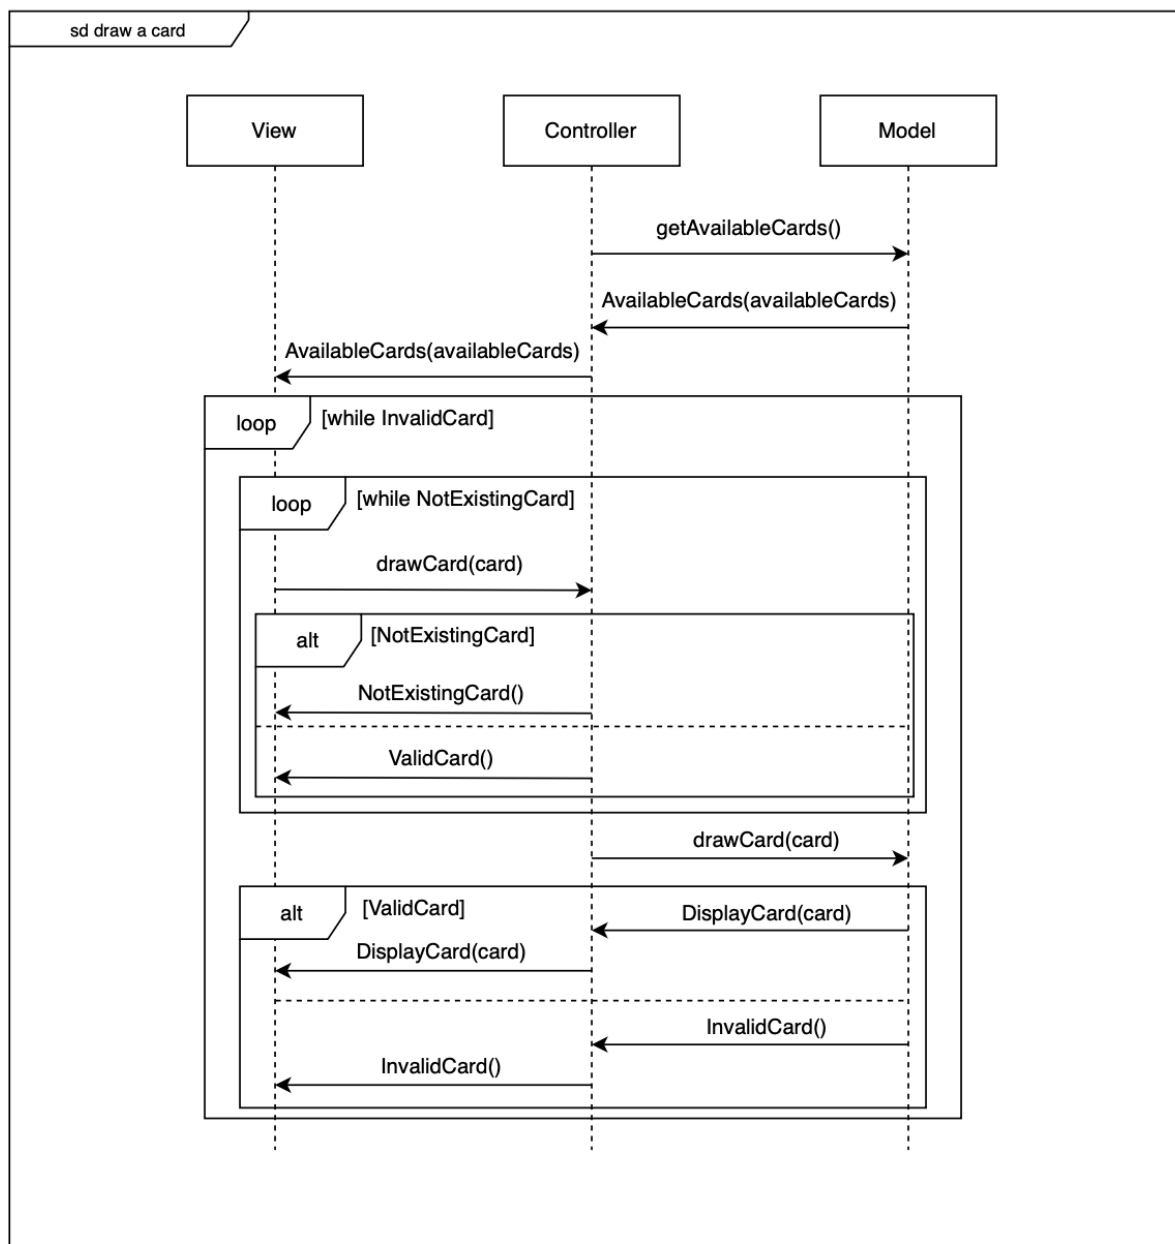 sd draw a card
View
Controller
Model
getAvailableCards()
AvailableCards(availableCards)
AvailableCards(availableCards)
loop
[while InvalidCard]
loop
[while NotExistingCard]
drawCard(card)
alt
[NotExistingCard]
NotExistingCard()
ValidCard()
drawCard(card)
alt
[ValidCard]
DisplayCard(card)
DisplayCard(card)
InvalidCard()
InvalidCard()